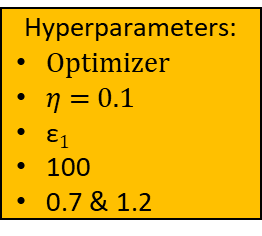 Hyperparameters:
• Optimizer
• η = 0.1
• ε₁
• 100
• 0.7 & 1.2